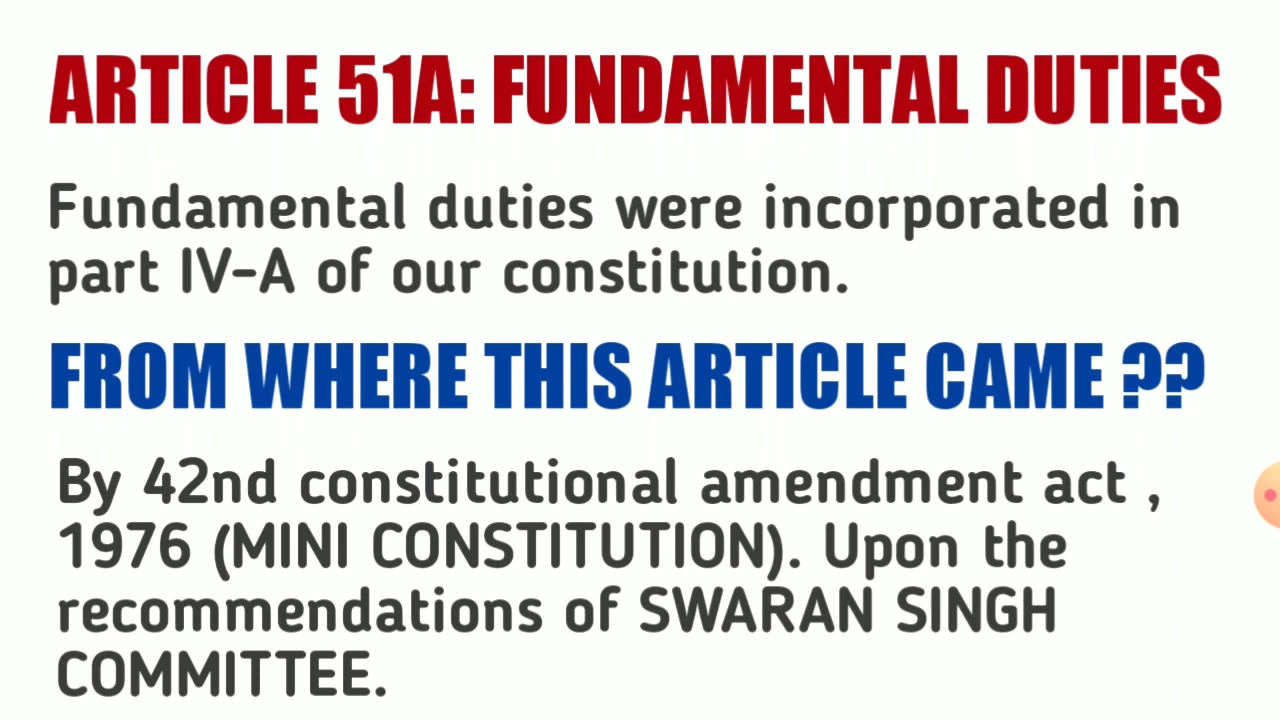 ARTICLE 51A: FUNDAMENTAL DUTIES
Fundamental duties were incorporated in
part IV-A of our constitution.
FROM WHERE THIS ARTICLE CAME ??
By 42nd constitutional amendment act ,
1976 (MINI CONSTITUTION). Upon the
recommendations of SWARAN SINGH
COMMITTEE.